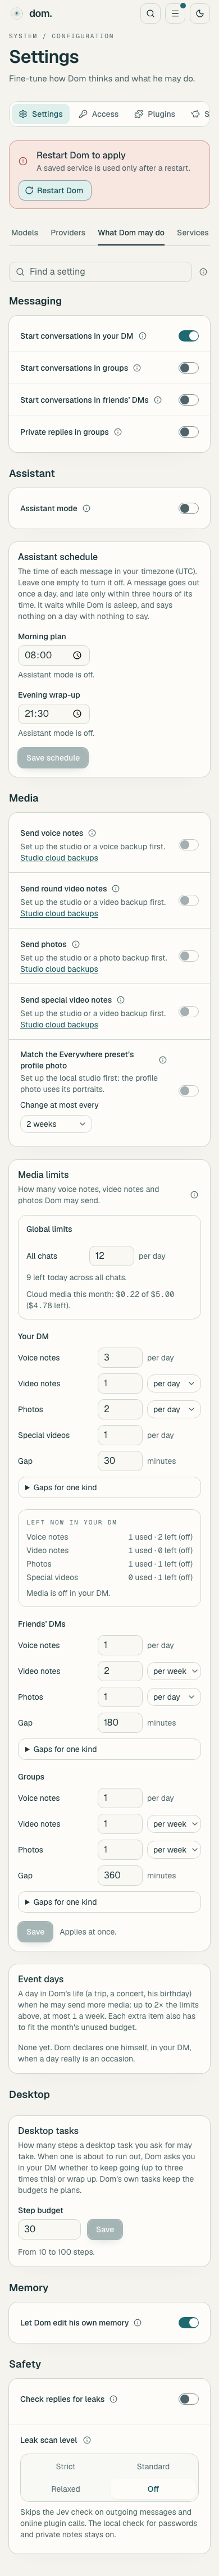 dom.
SYSTEM / CONFIGURATION
Settings
Fine-tune how Dom thinks and what he may do.
Settings
Access
Plugins
S
Restart Dom to apply
A saved service is used only after a restart.
Restart Dom
Models
Providers
What Dom may do
Services
Find a setting
Messaging
Start conversations in your DM
Start conversations in groups
Start conversations in friends' DMs
Private replies in groups
Assistant
Assistant mode
Assistant schedule
The time of each message in your timezone (UTC).
Leave one empty to turn it off. A message goes out
once a day, and late only within three hours of its
time. It waits while Dom is asleep, and says
nothing on a day with nothing to say.
Morning plan
08:00
Assistant mode is off.
Evening wrap-up
21:30
Assistant mode is off.
Save schedule
Media
Send voice notes
Set up the studio or a voice backup first.
Studio cloud backups
Send round video notes
Set up the studio or a video backup first.
Studio cloud backups
Send photos
Set up the studio or a photo backup first.
Studio cloud backups
Send special video notes
Set up the studio or a video backup first.
Studio cloud backups
Match the Everywhere preset's
profile photo
Set up the local studio first: the profile
photo uses its portraits.
Change at most every
2 weeks
Media limits
How many voice notes, video notes and
photos Dom may send.
Global limits
All chats 12 per day
9 left today across all chats.
Cloud media this month: $0.22 of $5.00
($4.78 left).
Your DM
Voice notes 3 per day
Video notes 1 per day
Photos 2 per day
Special videos 1 per day
Gap 30 minutes
Gaps for one kind
LEFT NOW IN YOUR DM
Voice notes 1 used · 2 left (off)
Video notes 1 used · 0 left (off)
Photos 1 used · 1 left (off)
Special videos 0 used · 1 left (off)
Media is off in your DM.
Friends' DMs
Voice notes 1 per day
Video notes 2 per week
Photos 1 per day
Gap 180 minutes
Gaps for one kind
Groups
Voice notes 1 per day
Video notes 1 per week
Photos 1 per week
Gap 360 minutes
Gaps for one kind
Save
Applies at once.
Event days
A day in Dom's life (a trip, a concert, his birthday)
when he may send more media: up to 2× the limits
above, at most 1 a week. Each extra item also has
to fit the month's unused budget.
None yet. Dom declares one himself, in your DM,
when a day really is an occasion.
Desktop
Desktop tasks
How many steps a desktop task you ask for may
take. When one is about to run out, Dom asks you
in your DM whether to keep going (up to three
times this) or wrap up. Dom's own tasks keep the
budgets he plans.
Step budget
30
Save
From 10 to 100 steps.
Memory
Let Dom edit his own memory
Safety
Check replies for leaks
Leak scan level
Strict
Standard
Relaxed
Off
Skips the Jev check on outgoing messages and
online plugin calls. The local check for passwords
and private notes stays on.